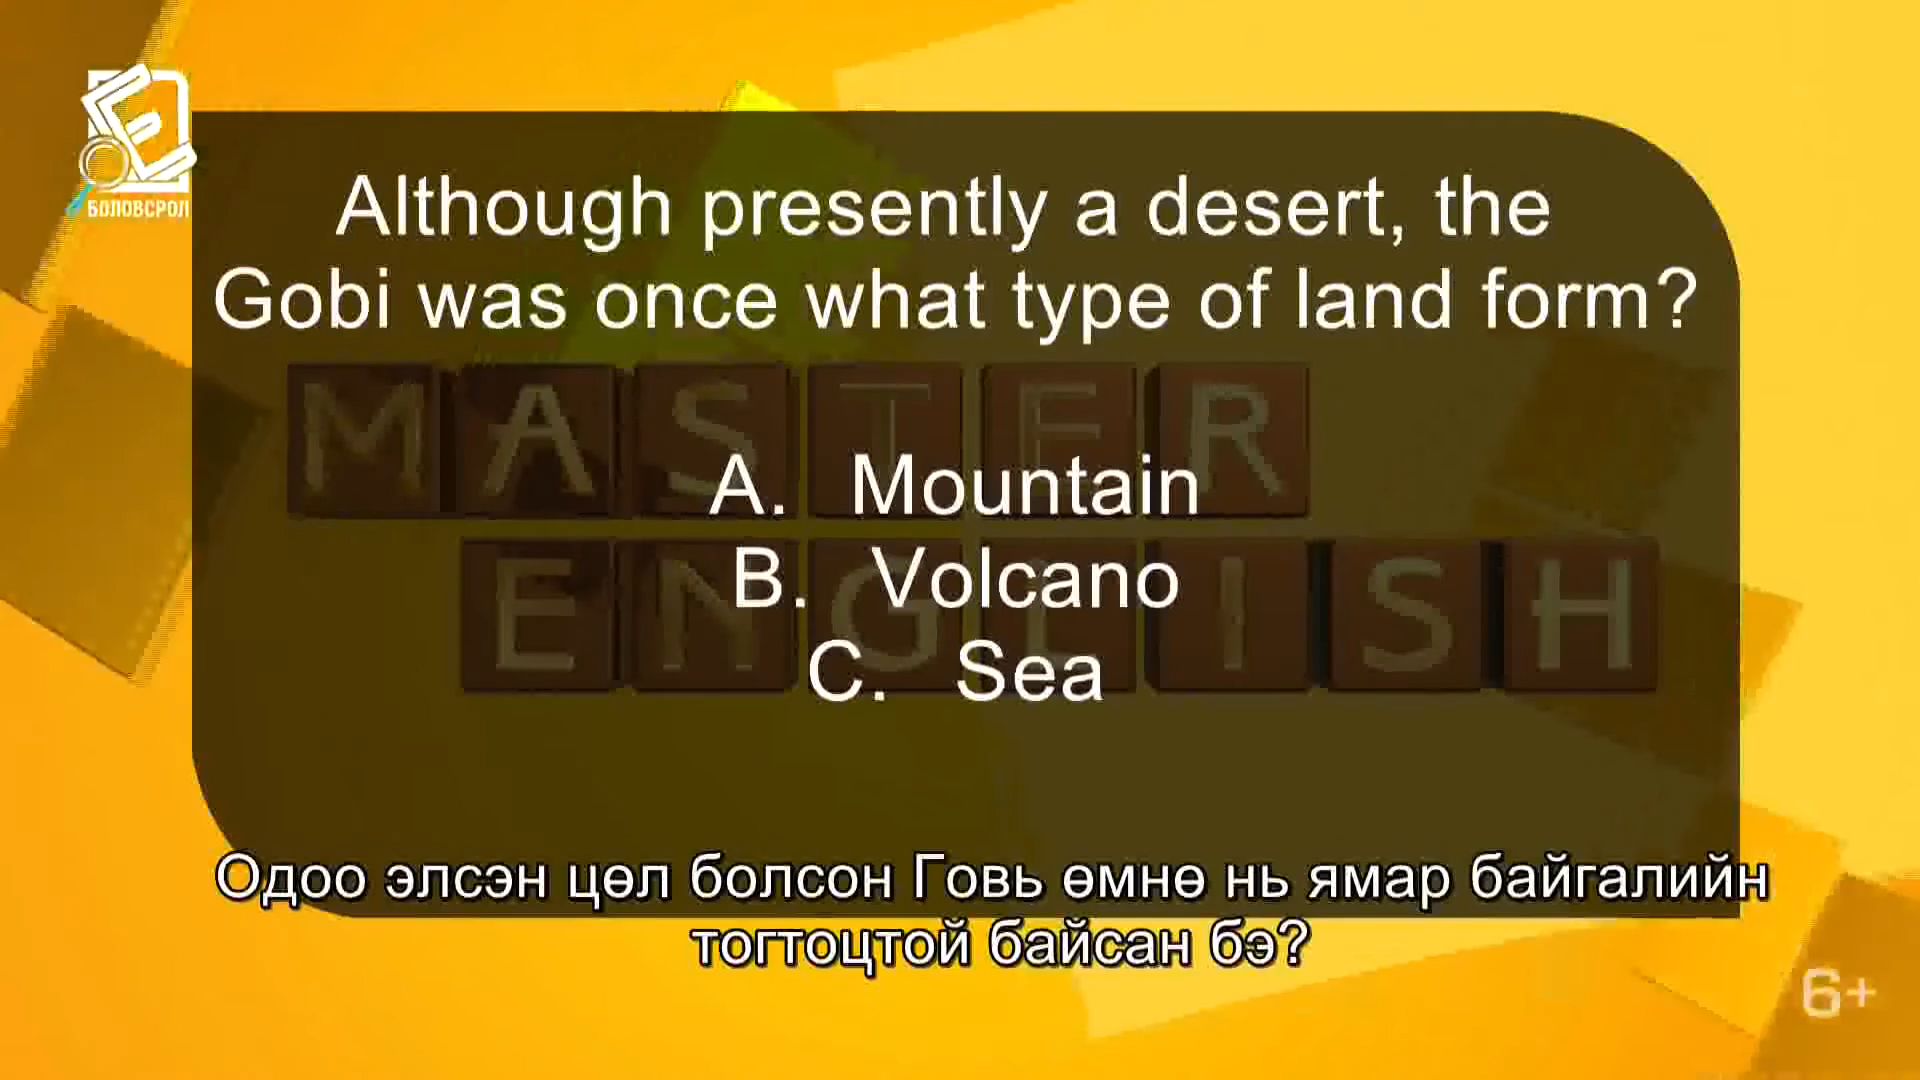 БОЛОВСРОЛ
Although presently a desert, the
Gobi was once what type of land form?
MASTER
A. Mountain
B. Volcano
ENGLISH
C. Sea
Одоо элсэн цөл болсон Говь өмнө нь ямар байгалийн
тогтоцтой байсан бэ?
6+